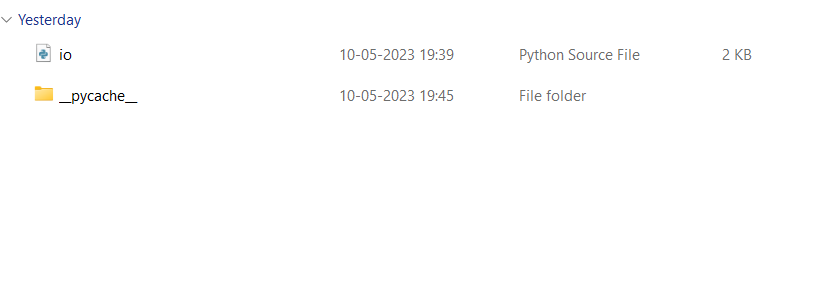 Yesterday
io 10-05-2023 19:39 Python Source File 2 KB
__pycache__ 10-05-2023 19:45 File folder